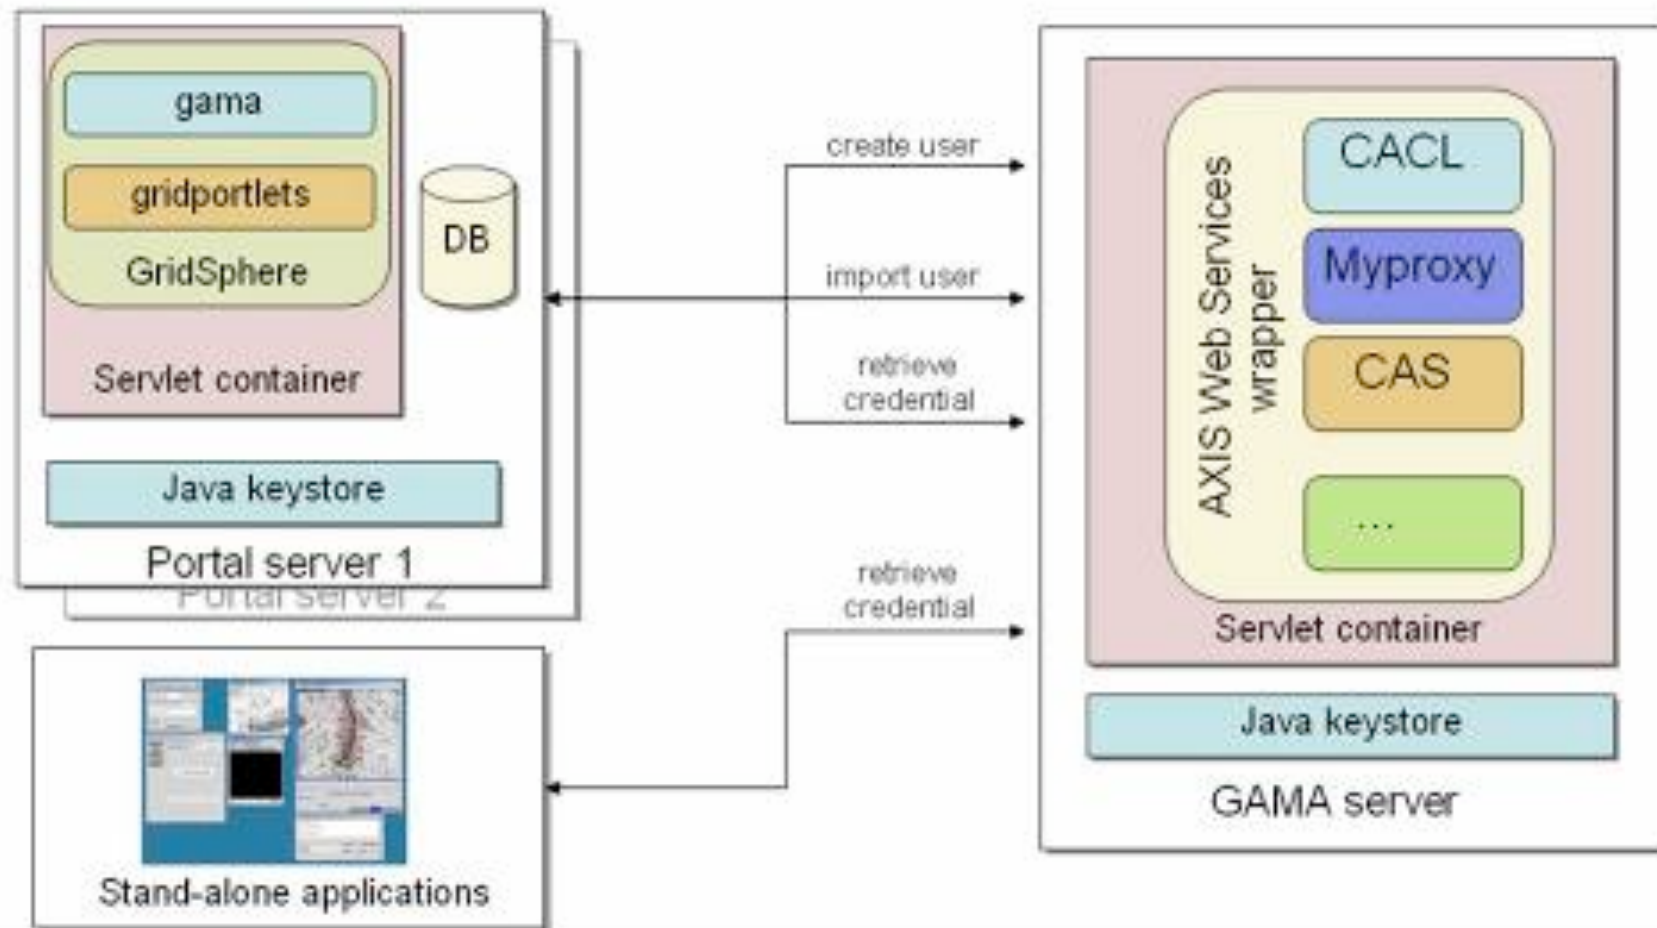 gama
gridportlets
GridSphere
DB
Servlet container
Java keystore
Portal server 1
Portal server 2
Stand-alone applications
create user
import user
retrieve
credential
retrieve
credential
AXIS Web Services
wrapper
CACL
Myproxy
CAS
...
Servlet container
Java keystore
GAMA server